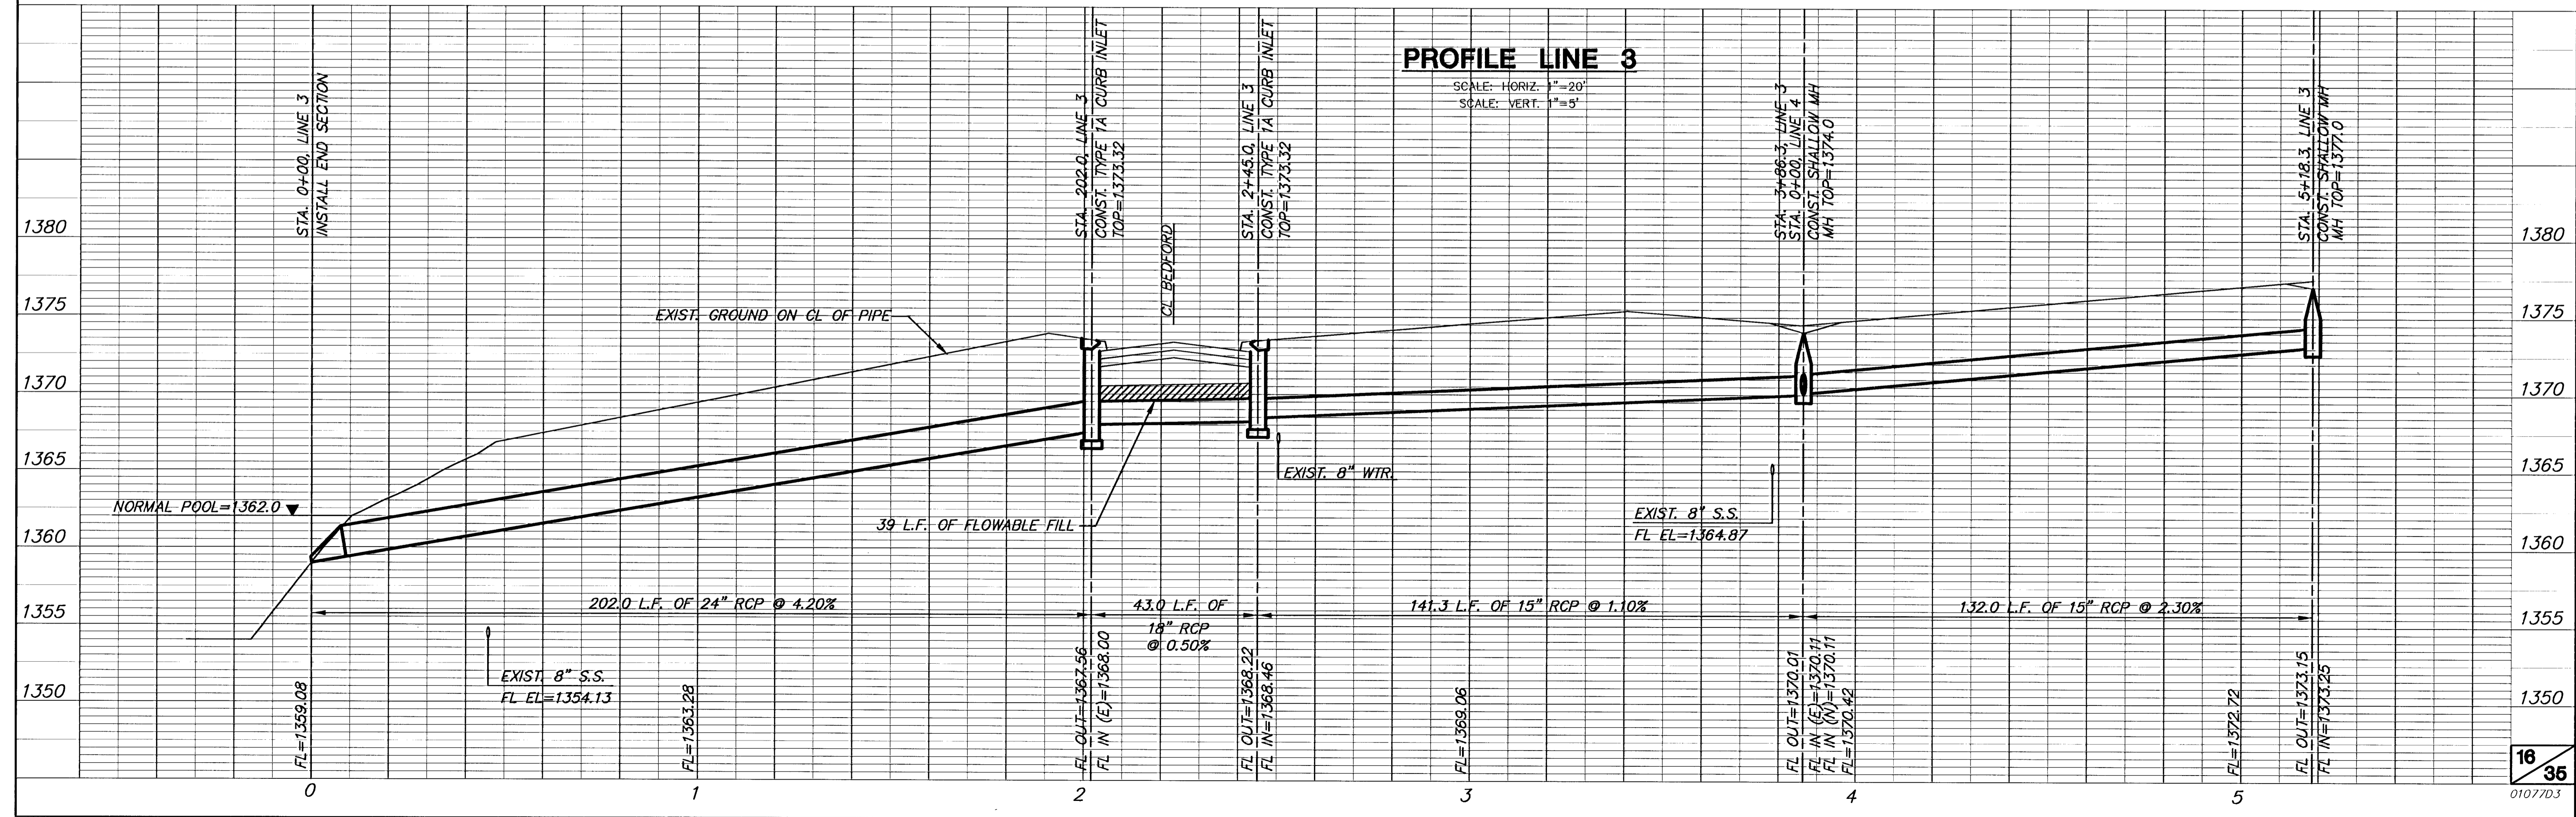 PROFILE LINE 3
SCALE: HORIZ. 1"=20'
SCALE: VERT. 1"=5'
STA. 0+00, LINE 3
INSTALL END SECTION
STA. 202.0, LINE 3
CONST. TYPE 1A CURB INLET
TOP=1373.32
CL BEDFORD
STA. 2+45.0, LINE 3
CONST. TYPE 1A CURB INLET
TOP=1373.32
STA. 3+86.3, LINE 3
STA. 0+00, LINE 4
CONST. SHALLOW MH
MH TOP=1374.0
STA. 5+18.3, LINE 3
CONST. SHALLOW MH
MH TOP=1377.0
1380
1380
1375
1375
1370
1370
1365
1365
1360
1360
1355
1355
1350
1350
EXIST. GROUND ON CL OF PIPE
NORMAL POOL=1362.0
39 L.F. OF FLOWABLE FILL
EXIST. 8" WTR.
EXIST. 8" S.S.
FL EL=1364.87
202.0 L.F. OF 24" RCP @ 4.20%
43.0 L.F. OF
18" RCP
@ 0.50%
141.3 L.F. OF 15" RCP @ 1.10%
132.0 L.F. OF 15" RCP @ 2.30%
EXIST. 8" S.S.
FL EL=1354.13
FL=1359.08
FL=1363.28
FL OUT=1367.56
FL IN (E)=1368.00
FL OUT=1368.22
FL IN=1368.46
FL=1369.06
FL OUT=1370.01
FL IN (E)=1370.11
FL IN (N)=1370.11
FL=1370.42
FL=1372.72
FL OUT=1373.15
FL IN=1373.25
0
1
2
3
4
5
16
35
01077D3